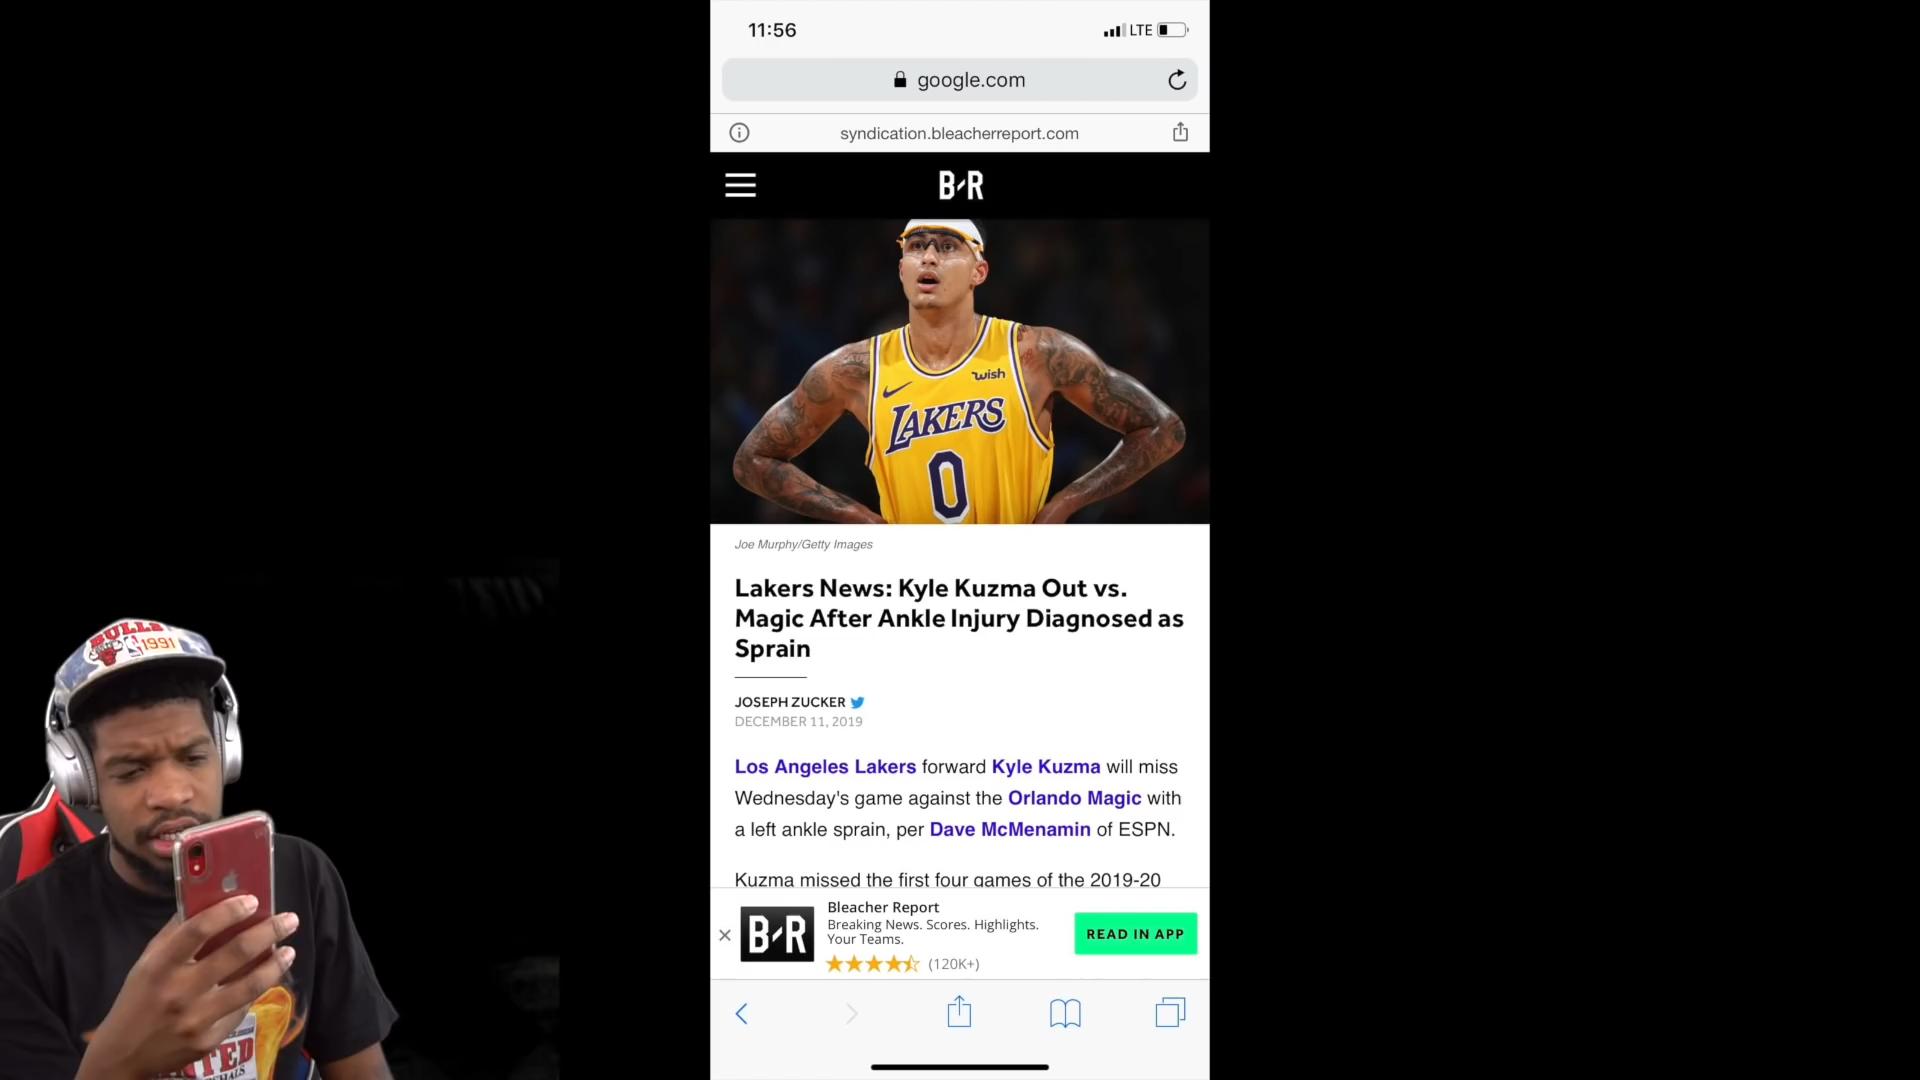 11:56
LTE
google.com
syndication.bleacherreport.com
B-R
wish
LAKERS
0
Joe Murphy/Getty Images
Lakers News: Kyle Kuzma Out vs.
Magic After Ankle Injury Diagnosed as
Sprain
JOSEPH ZUCKER
DECEMBER 11, 2019
Los Angeles Lakers forward Kyle Kuzma will miss
Wednesday's game against the Orlando Magic with
a left ankle sprain, per Dave McMenamin of ESPN.
Kuzma missed the first four games of the 2019-20
Bleacher Report
Breaking News. Scores. Highlights.
Your Teams.
(120K+)
B-R
READ IN APP
BULLS
NBA 1991